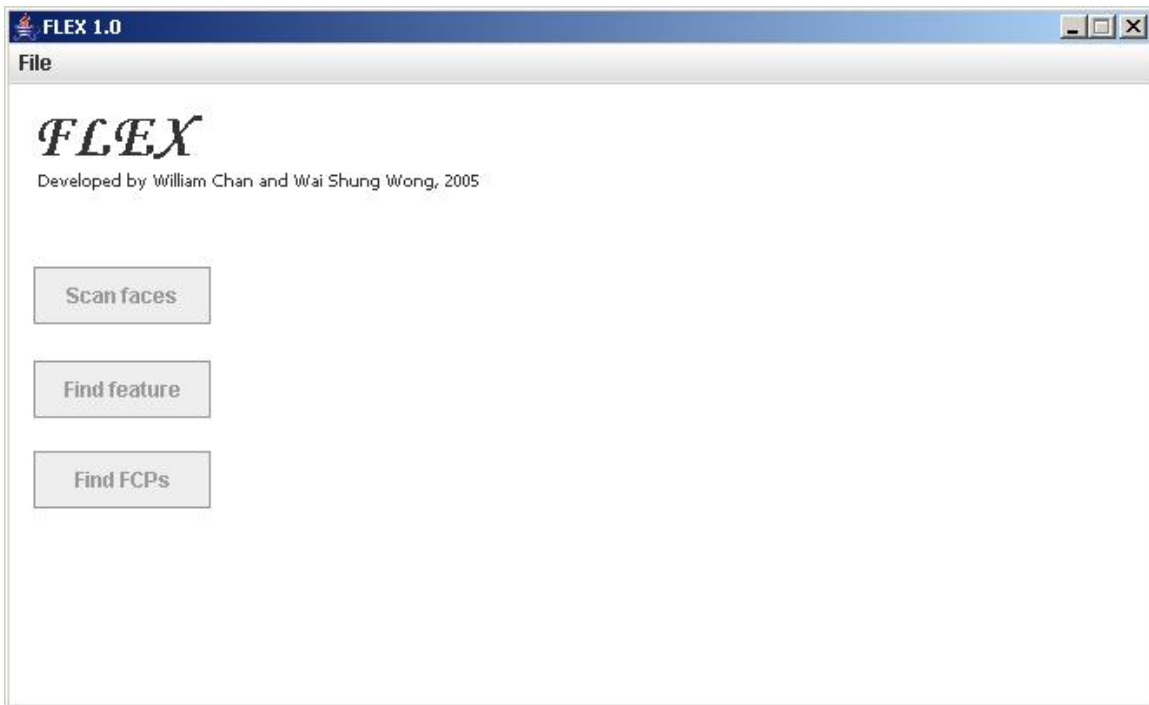 FLEX 1.0
File
FLEX
Developed by William Chan and Wai Shung Wong, 2005
Scan faces
Find feature
Find FCPs